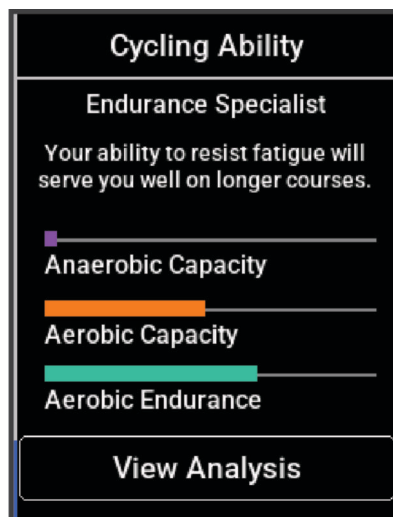 Cycling Ability
Endurance Specialist
Your ability to resist fatigue will
serve you well on longer courses.
Anaerobic Capacity
Aerobic Capacity
Aerobic Endurance
View Analysis